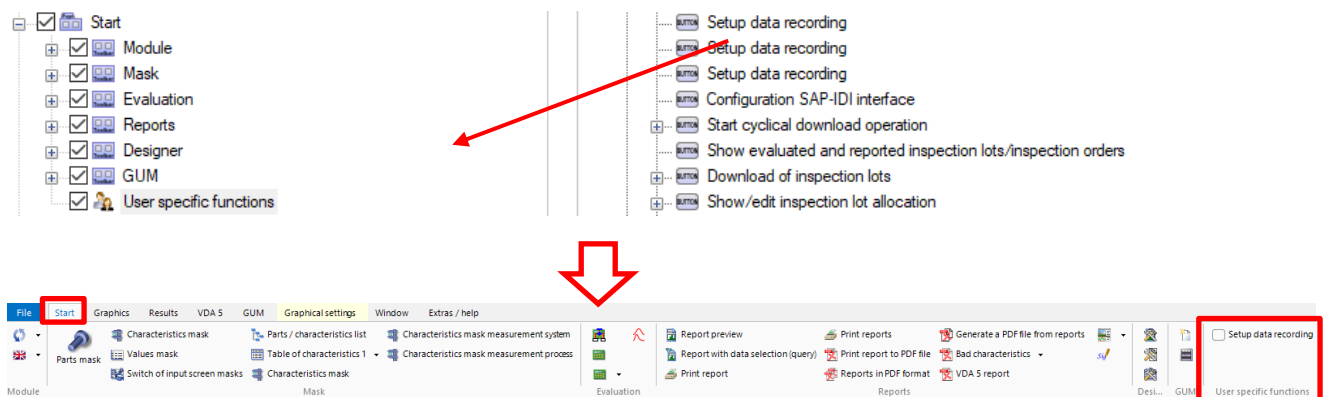 Start
Module
Mask
Evaluation
Reports
Designer
GUM
User specific functions
Setup data recording
Setup data recording
Setup data recording
Configuration SAP-IDI interface
Start cyclical download operation
Show evaluated and reported inspection lots/inspection orders
Download of inspection lots
Show/edit inspection lot allocation
File Start Graphics Results VDA 5 GUM Graphical settings Window Extras / help
Characteristics mask Parts / characteristics list Characteristics mask measurement system Report preview Print reports Generate a PDF file from reports Setup data recording
Parts mask Values mask Table of characteristics 1 Characteristics mask measurement process Report with data selection (query) Print report to PDF file Bad characteristics
Switch of input screen masks Characteristics mask Print report Reports in PDF format VDA 5 report
Module Mask Evaluation Reports Desi... GUM User specific functions